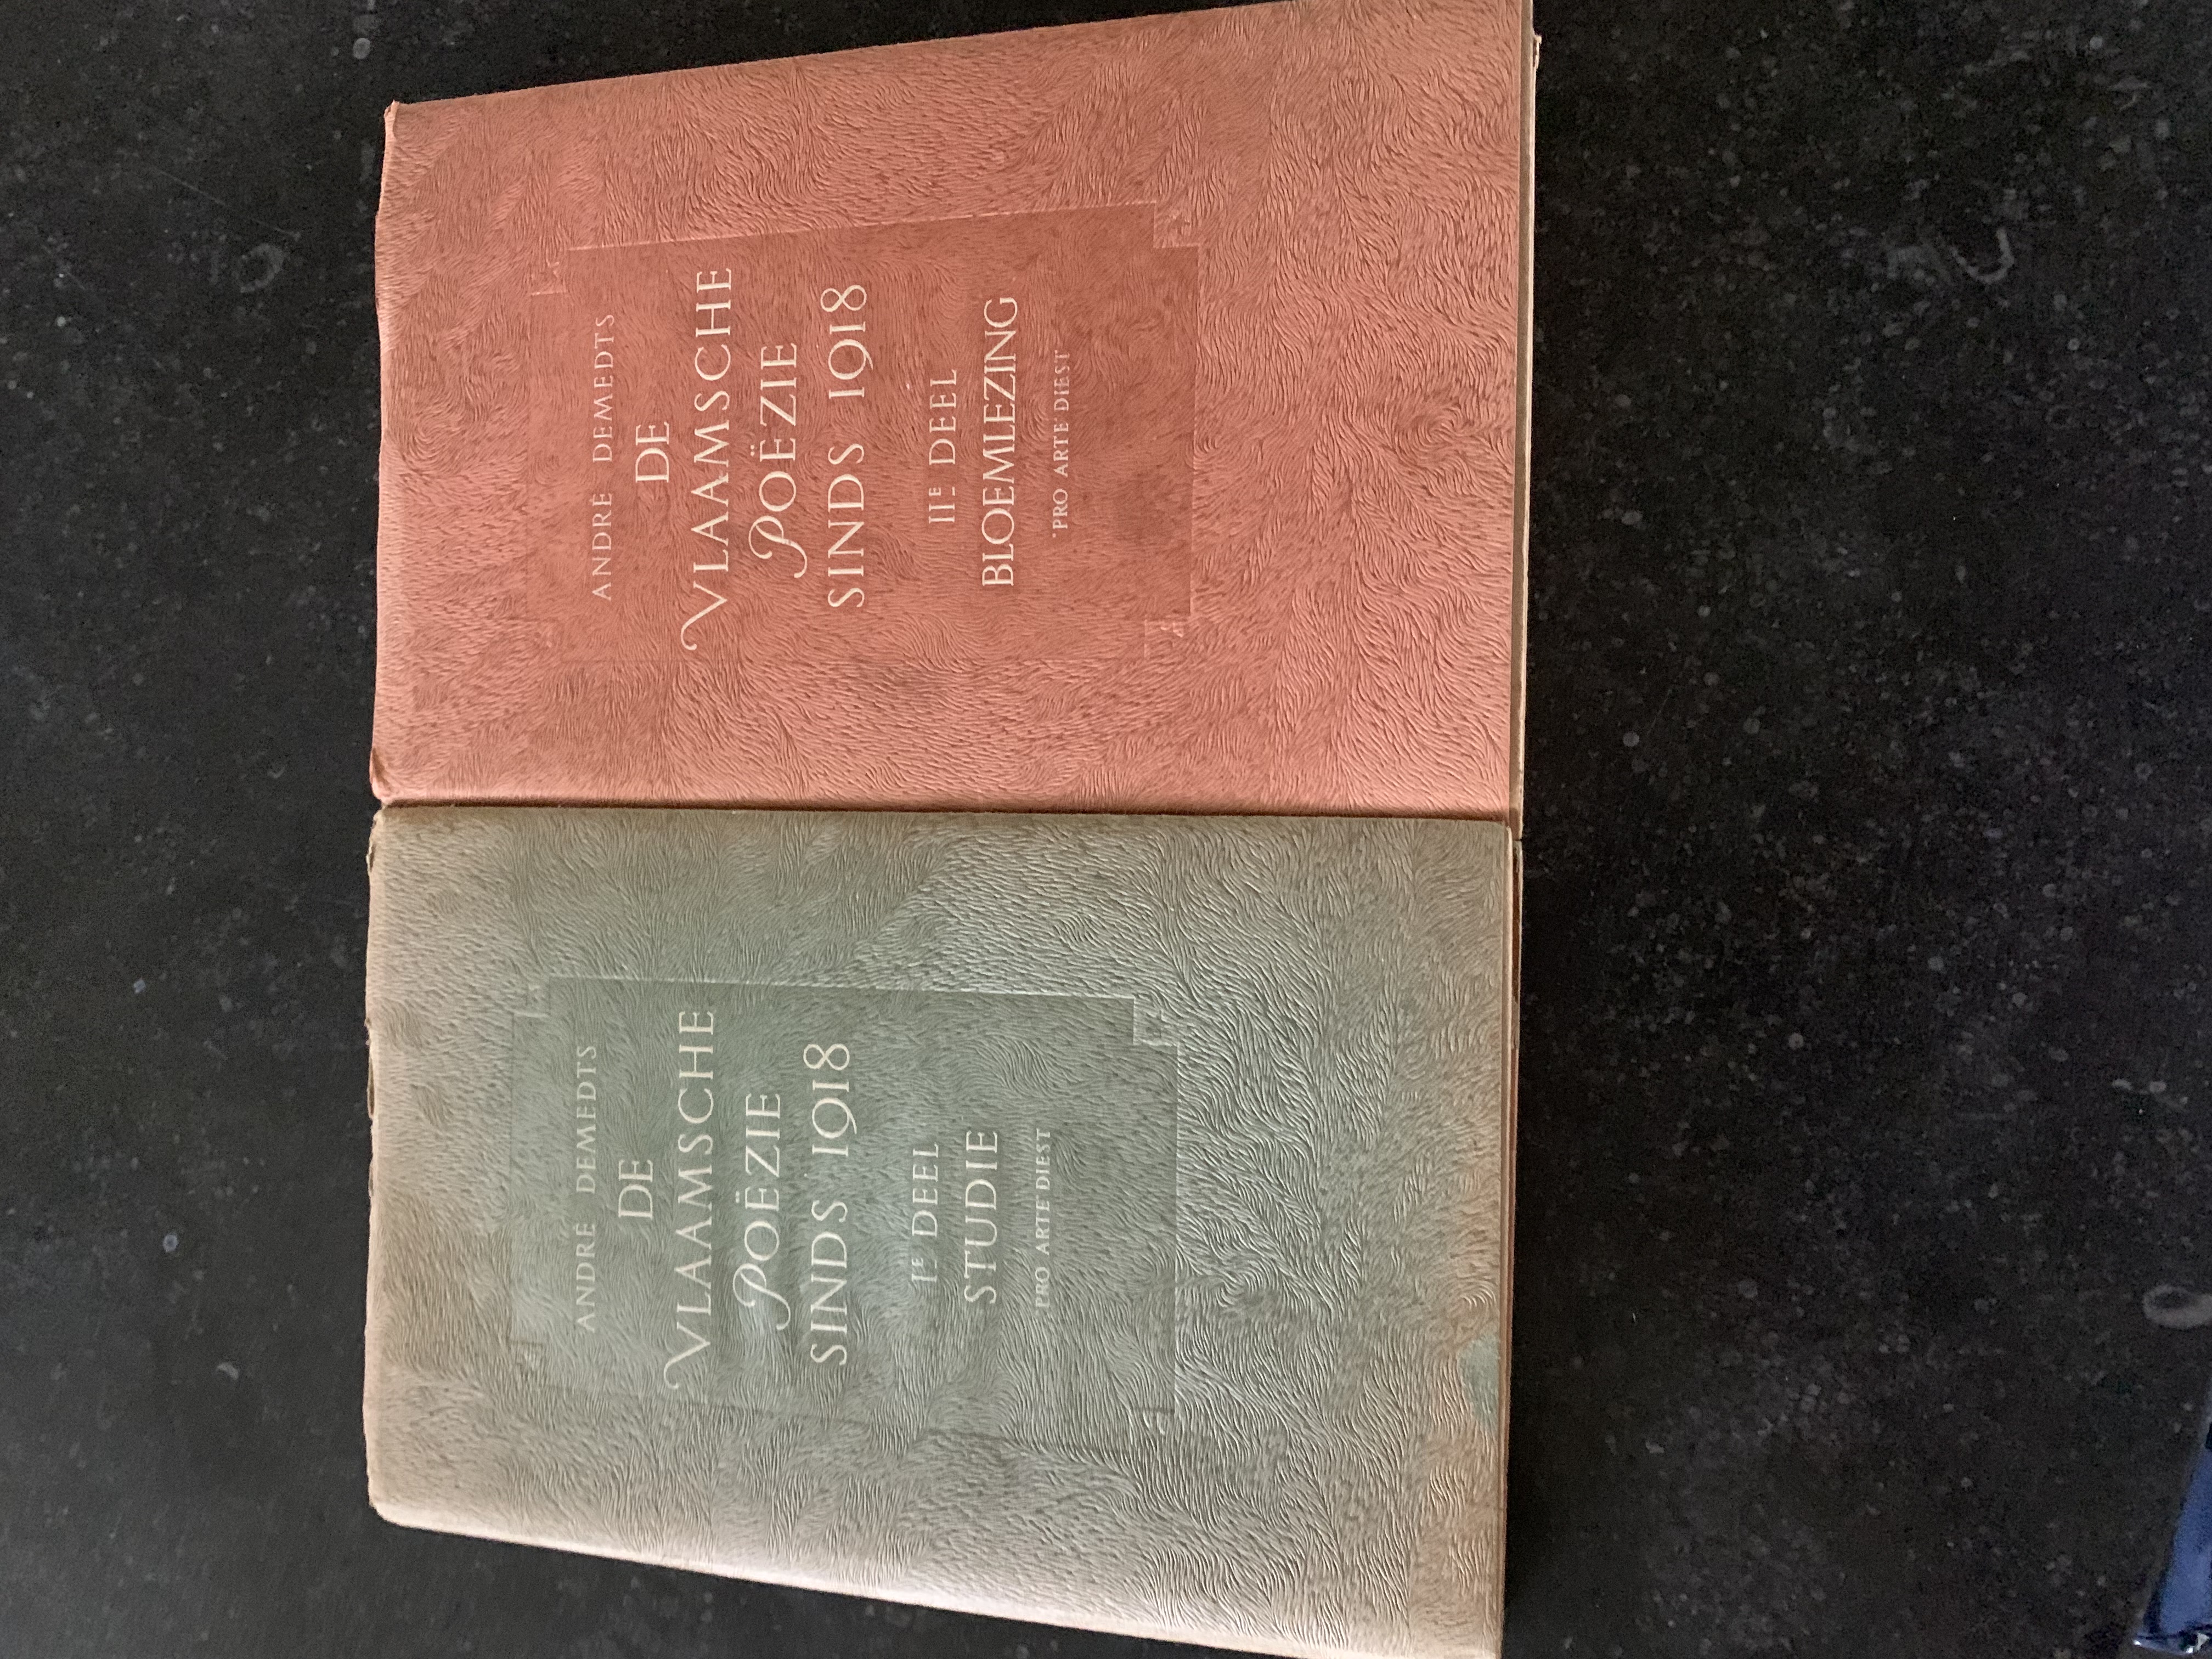 ANDRÉ DEMEDTS
DE
VLAAMSCHE
POËZIE
SINDS 1918
Iᴱ DEEL
STUDIE
PRO ARTE DIEST
ANDRÉ DEMEDTS
DE
VLAAMSCHE
POËZIE
SINDS 1918
IIᴱ DEEL
BLOEMLEZING
'PRO ARTE' DIEST